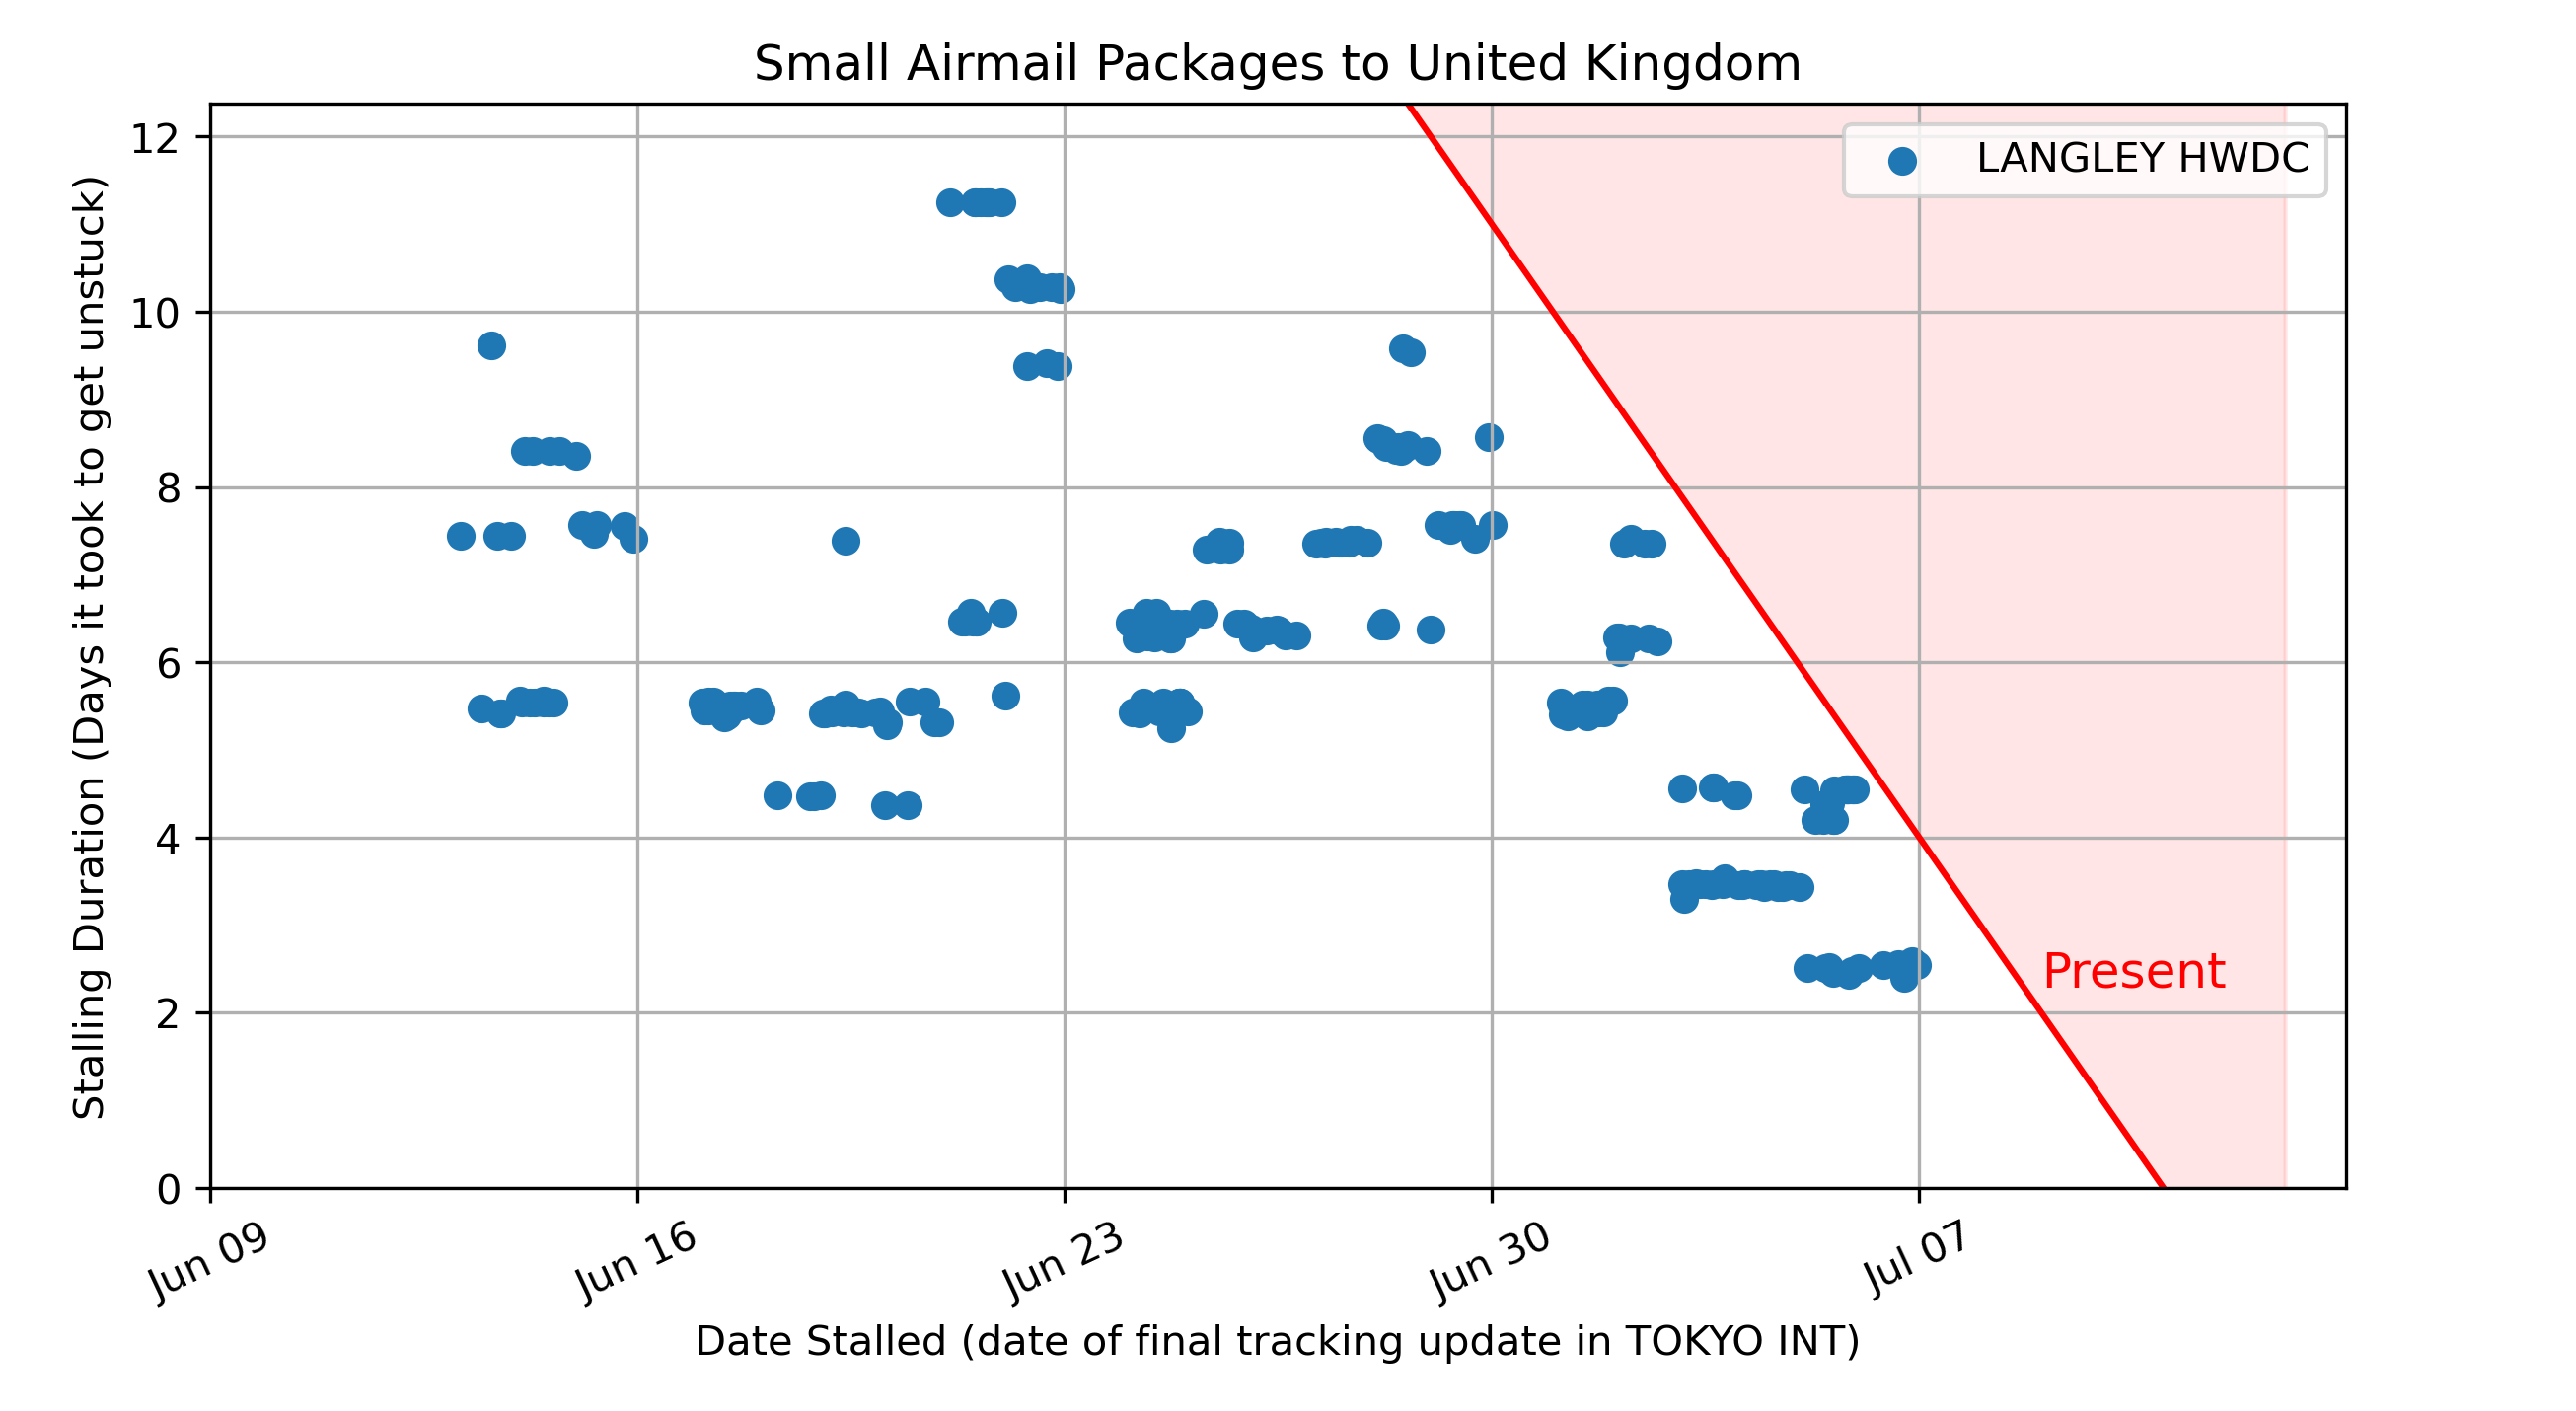 Small Airmail Packages to United Kingdom
LANGLEY HWDC
Stalling Duration (Days it took to get unstuck)
12
10
8
6
4
2
0
Present
Jun 09
Jun 16
Jun 23
Jun 30
Jul 07
Date Stalled (date of final tracking update in TOKYO INT)